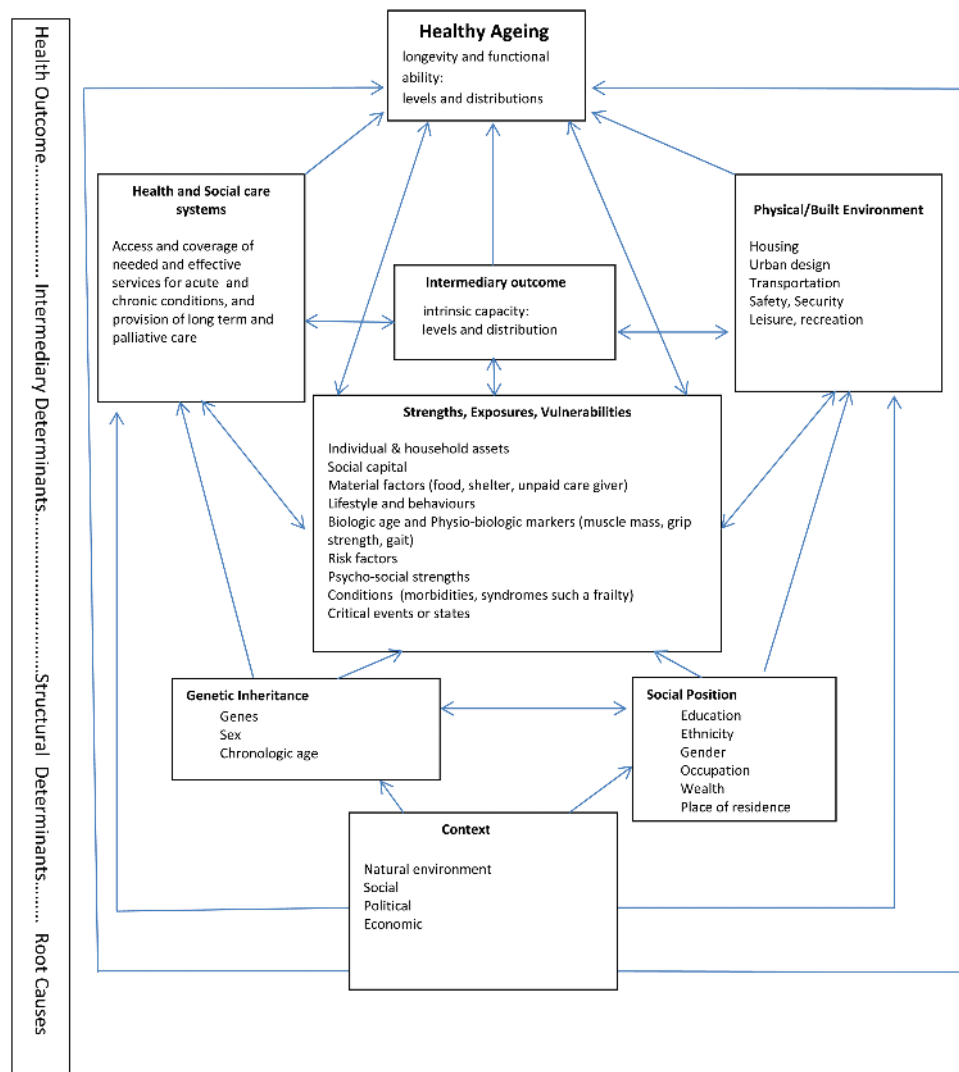 Health Outcome.................. Intermediary Determinants......................................Structural Determinants......... Root Causes
Healthy Ageing
longevity and functional
ability:
levels and distributions
Health and Social care
systems
Access and coverage of
needed and effective
services for acute and
chronic conditions, and
provision of long term and
palliative care
Intermediary outcome
intrinsic capacity:
levels and distribution
Physical/Built Environment
Housing
Urban design
Transportation
Safety, Security
Leisure, recreation
Strengths, Exposures, Vulnerabilities
Individual & household assets
Social capital
Material factors (food, shelter, unpaid care giver)
Lifestyle and behaviours
Biologic age and Physio-biologic markers (muscle mass, grip
strength, gait)
Risk factors
Psycho-social strengths
Conditions (morbidities, syndromes such a frailty)
Critical events or states
Genetic Inheritance
Genes
Sex
Chronologic age
Social Position
Education
Ethnicity
Gender
Occupation
Wealth
Place of residence
Context
Natural environment
Social
Political
Economic